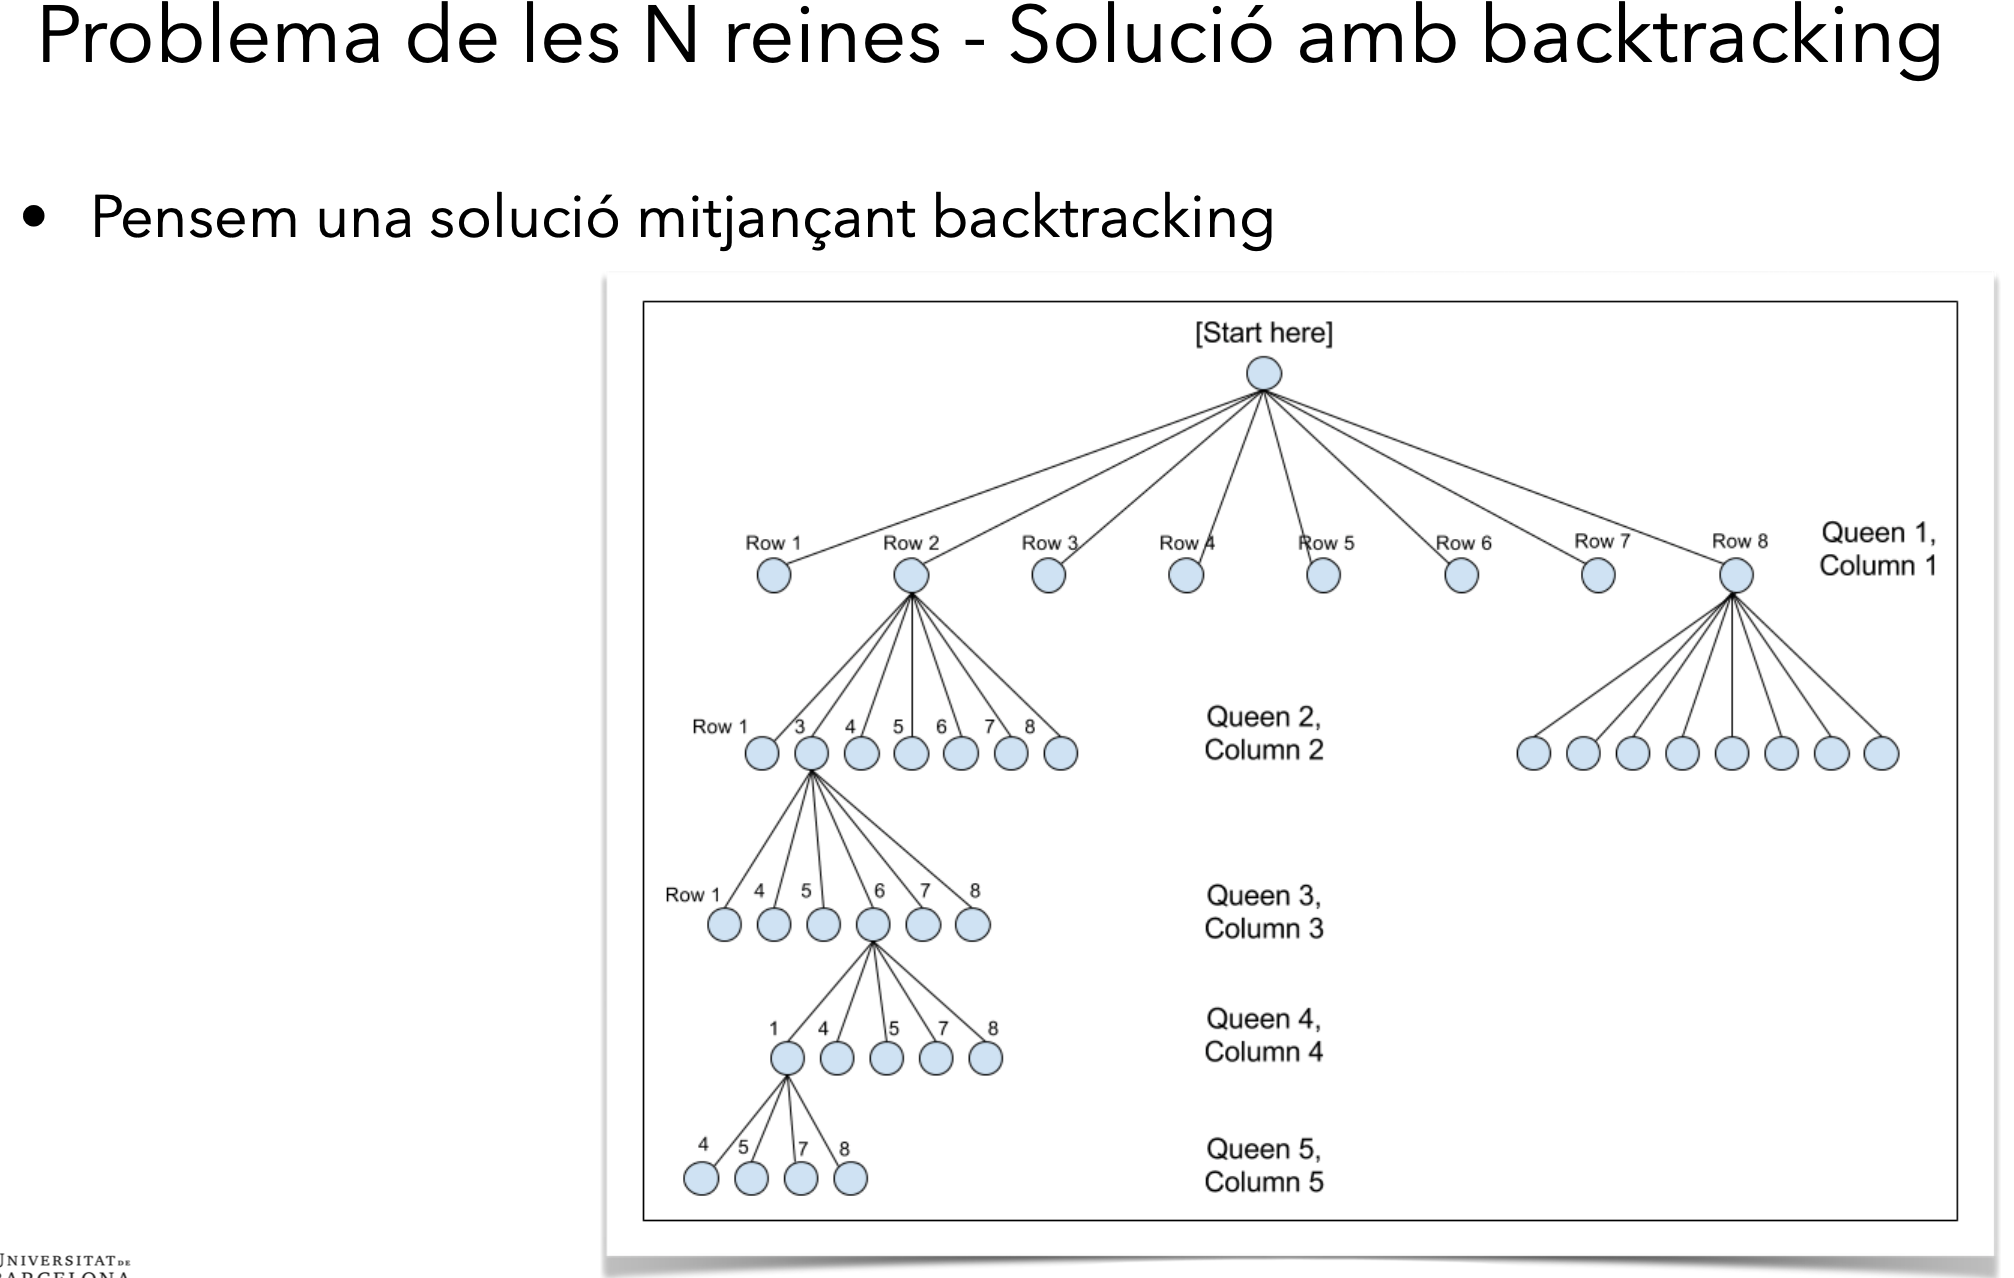 Problema de les N reines - Solució amb backtracking
• Pensem una solució mitjançant backtracking
[Start here]
Row 1 Row 2 Row 3 Row 4 Row 5 Row 6 Row 7 Row 8
Queen 1,
Column 1
Row 1 3 4 5 6 7 8
Queen 2,
Column 2
Row 1 4 5 6 7 8
Queen 3,
Column 3
1 4 5 7 8
Queen 4,
Column 4
4 5 7 8
Queen 5,
Column 5
UNIVERSITAT DE
BARCELONA